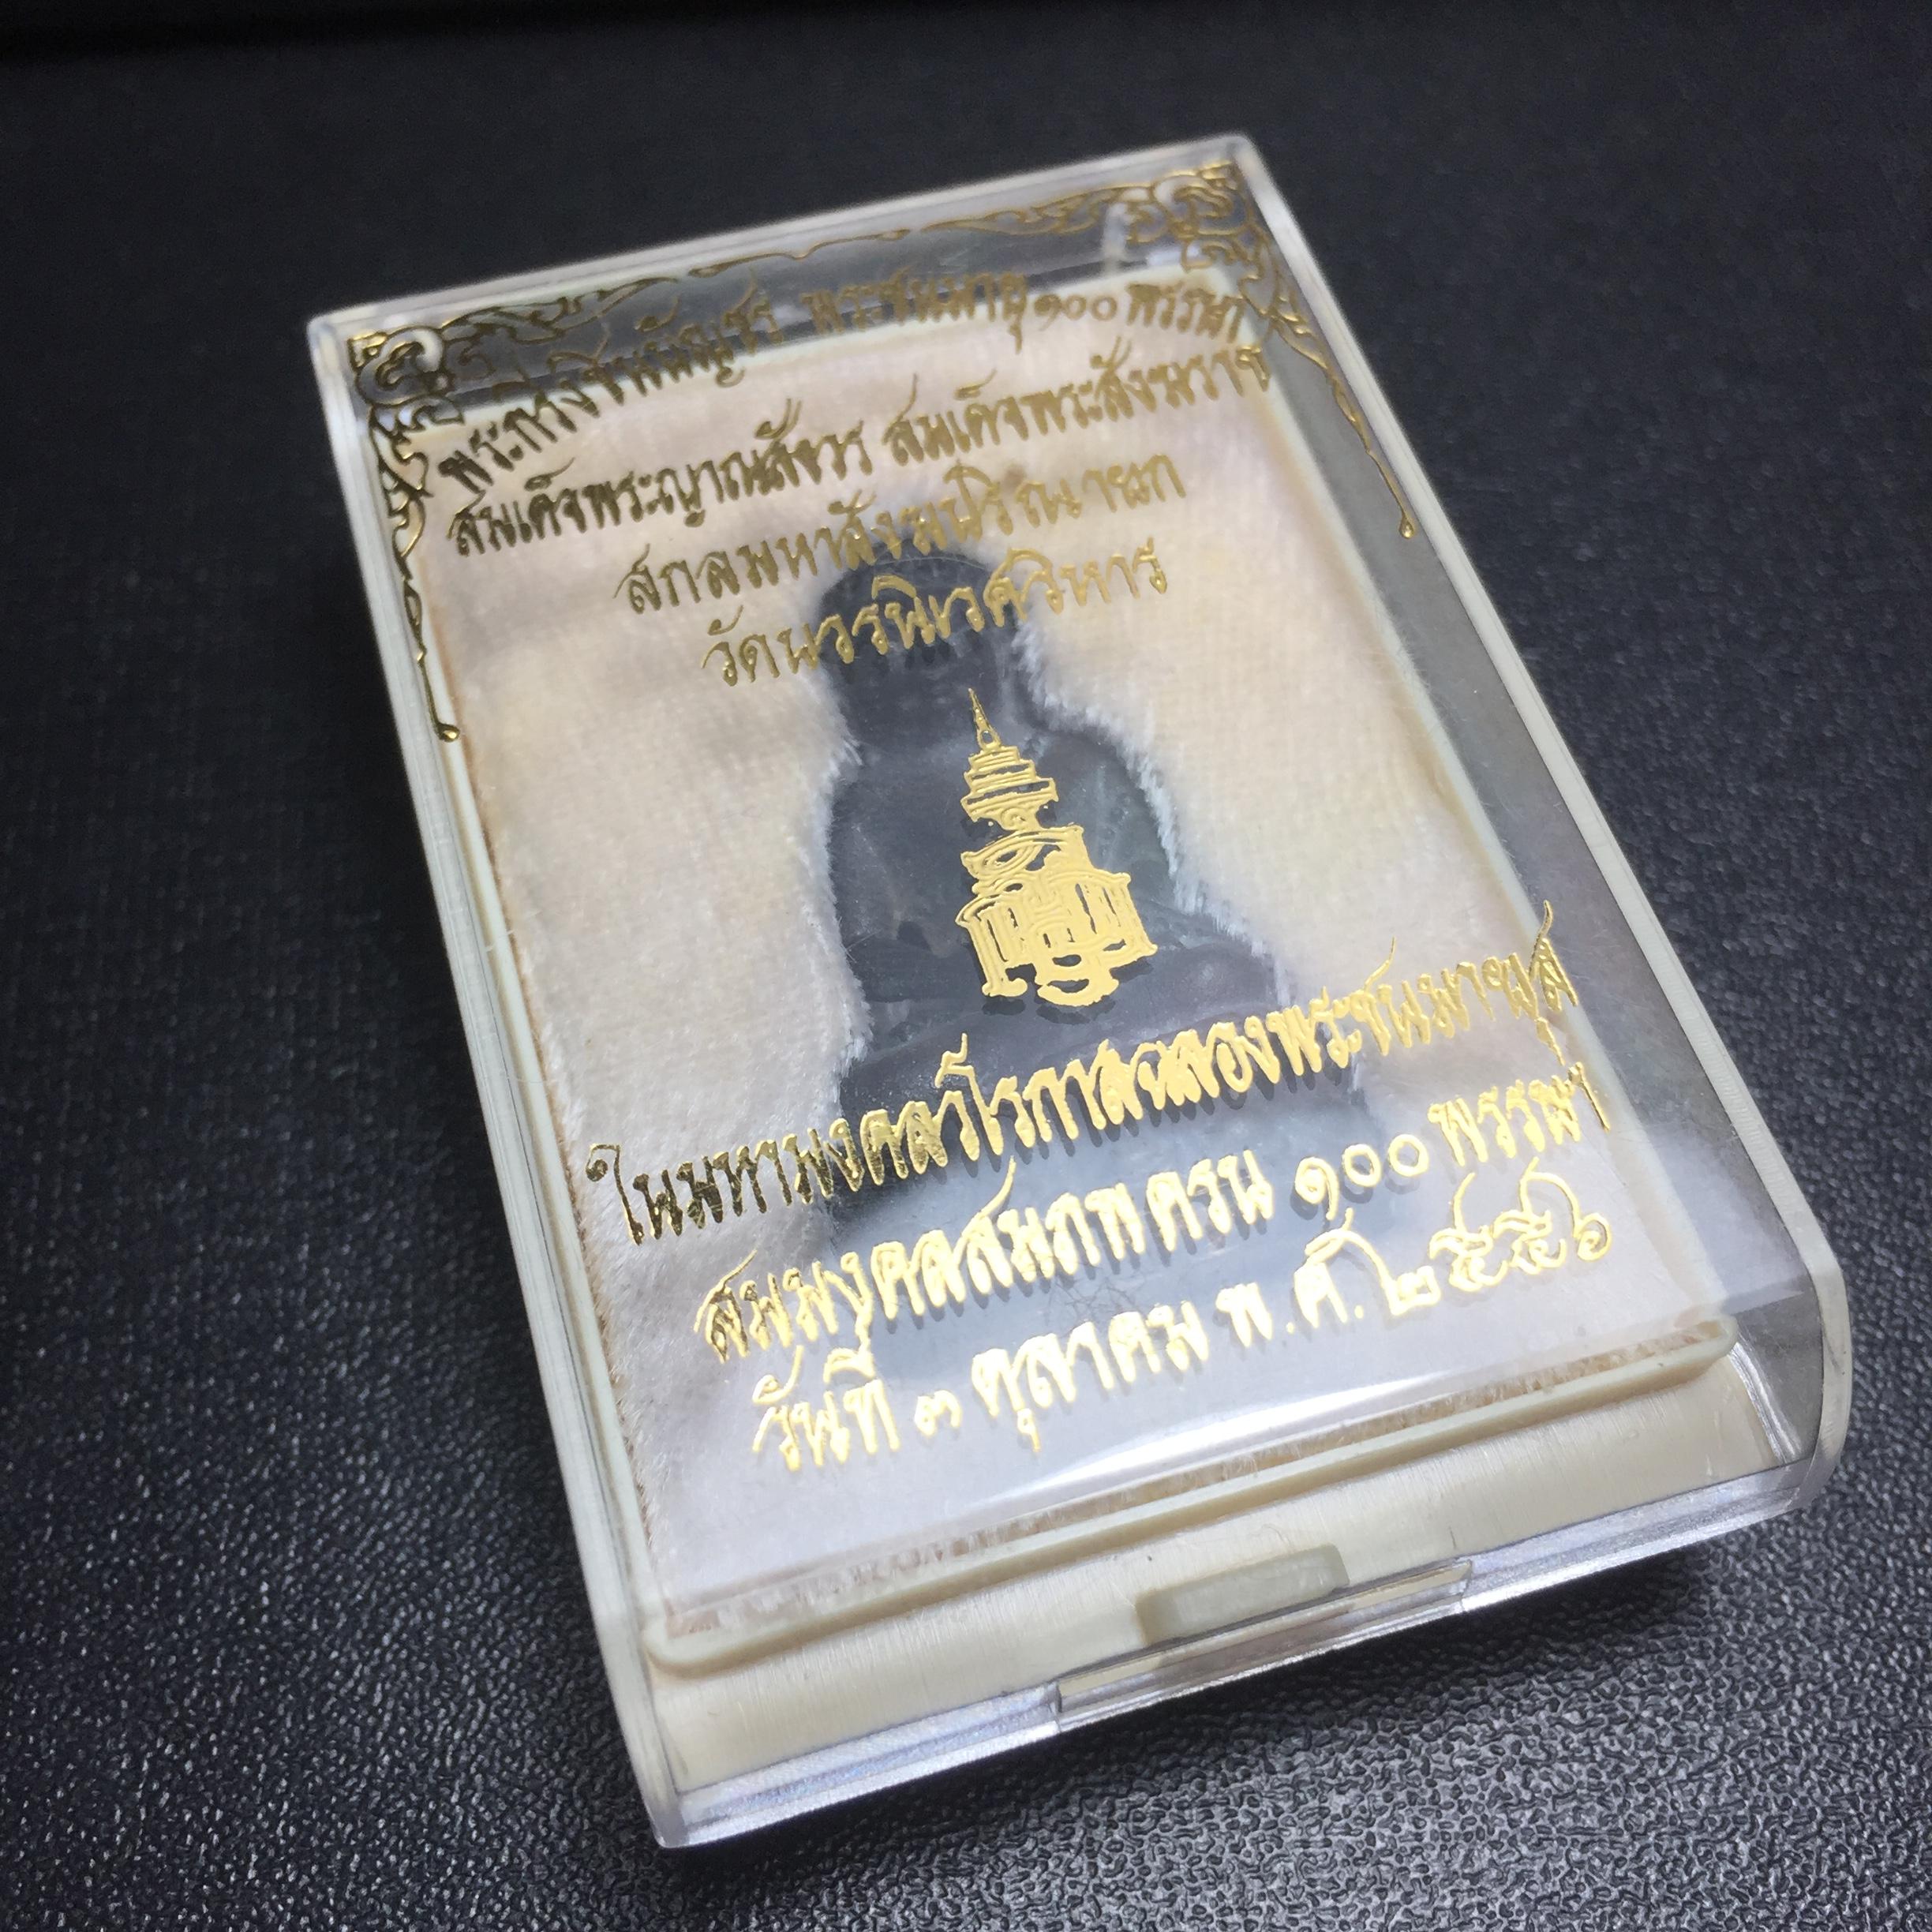 พระกริ่งชินบัญชร พระชนมายุ ๑๐๐ พรรษา
สมเด็จพระญาณสังวร สมเด็จพระสังฆราช
สกลมหาสังฆปริณายก
วัดบวรนิเวศวิหาร
ในมหามงคลวโรกาสฉลองพระชนมายุส
สมมงคลสมภพครบ ๑๐๐ พรรษา
วันที่ ๓ ตุลาคม พ.ศ. ๒๕๕๖